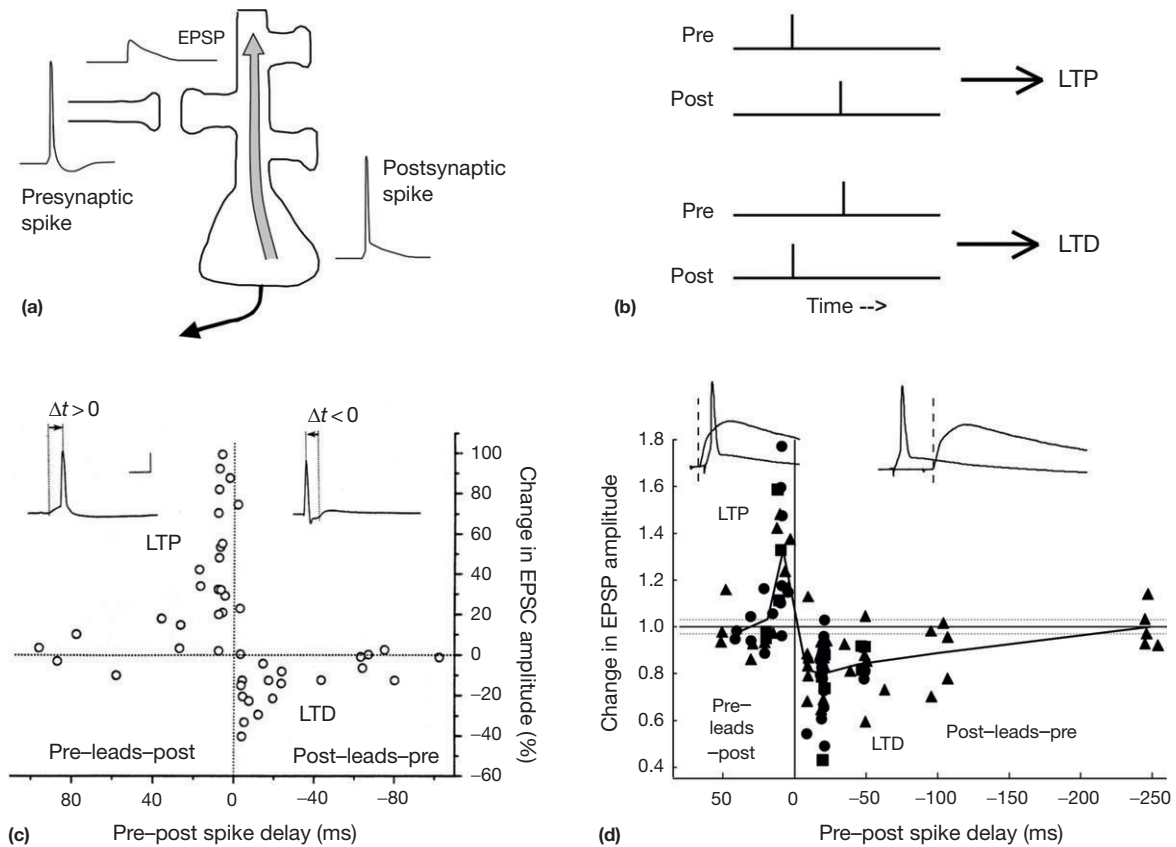 EPSP
Presynaptic
spike
Postsynaptic
spike
(a)
Pre
Post
LTP
Pre
Post
LTD
Time -->
(b)
Δt > 0
Δt < 0
LTP
LTD
Pre–leads–post
Post–leads–pre
100
80
60
40
20
0
−20
−40
−60
Change in EPSC amplitude (%)
80
40
0
−40
−80
Pre–post spike delay (ms)
(c)
1.8
1.6
1.4
1.2
1.0
0.8
0.6
0.4
Change in EPSP amplitude
LTP
Pre–
leads
–post
LTD
Post–leads–pre
50
0
−50
−100
−150
−200
−250
Pre–post spike delay (ms)
(d)